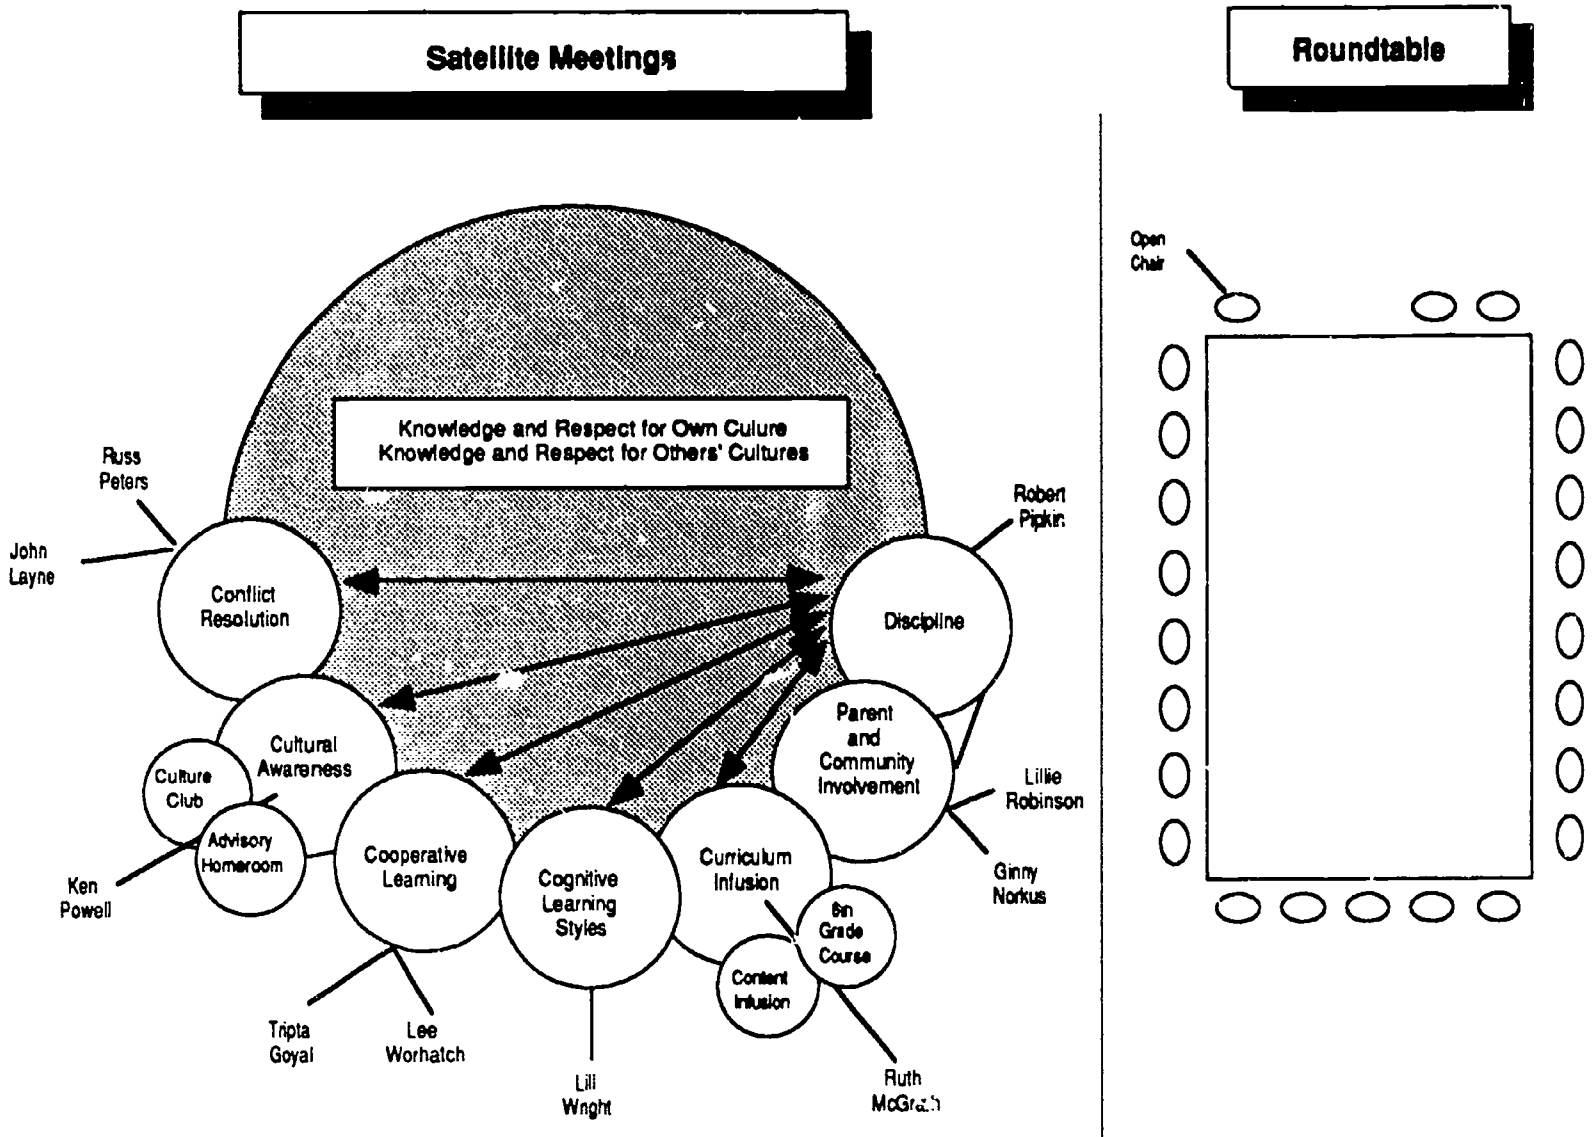 Satellite Meetings
Roundtable
Open
Chair
Knowledge and Respect for Own Culure
Knowledge and Respect for Others' Cultures
Russ
Peters
John
Layne
Robert
Pipkin
Conflict
Resolution
Discipline
Cultural
Awareness
Culture
Club
Advisory
Homeroom
Ken
Powell
Cooperative
Learning
Tripta
Goyal
Lee
Worhatch
Cognitive
Learning
Styles
Lill
Wright
Curriculum
Infusion
Content
Infusion
Grade
Course
Ruth
Parent
and
Community
Involvement
Lillie
Robinson
Ginny
Norkus